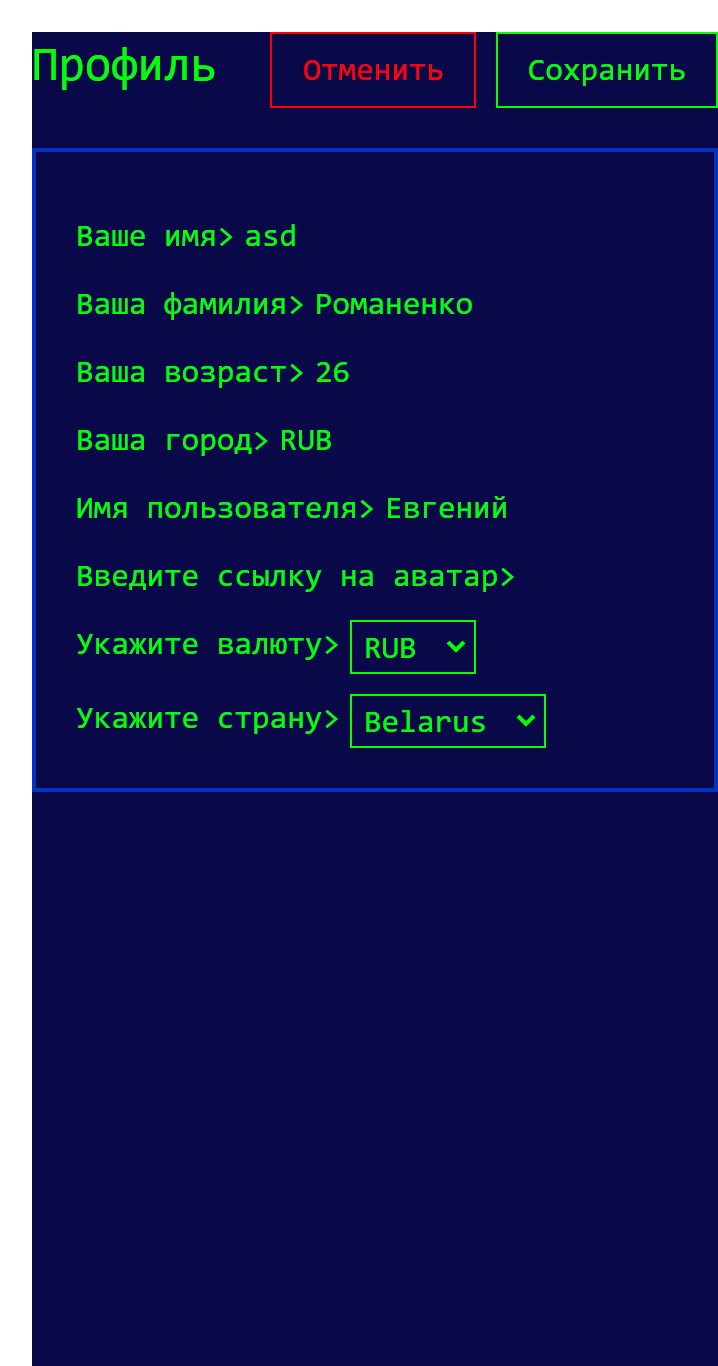 Профиль Отменить Сохранить
Ваше имя> asd
Ваша фамилия> Романенко
Ваша возраст> 26
Ваша город> RUB
Имя пользователя> Евгений
Введите ссылку на аватар>
Укажите валюту> RUB
Укажите страну> Belarus